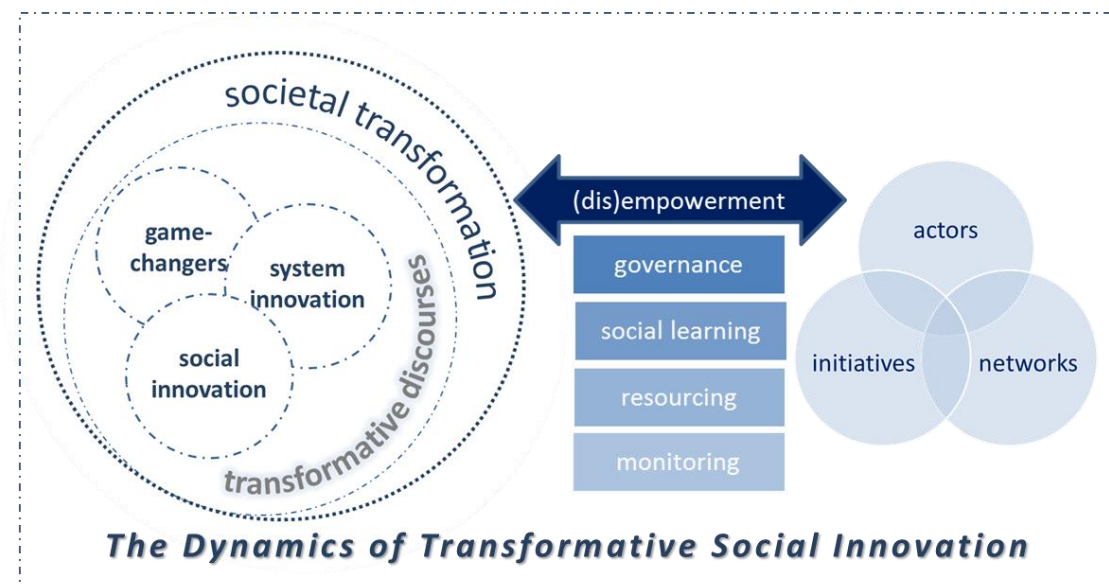 societal transformation
game-
changers
system
innovation
social
innovation
transformative discourses
(dis)empowerment
governance
social learning
resourcing
monitoring
actors
initiatives
networks
The Dynamics of Transformative Social Innovation